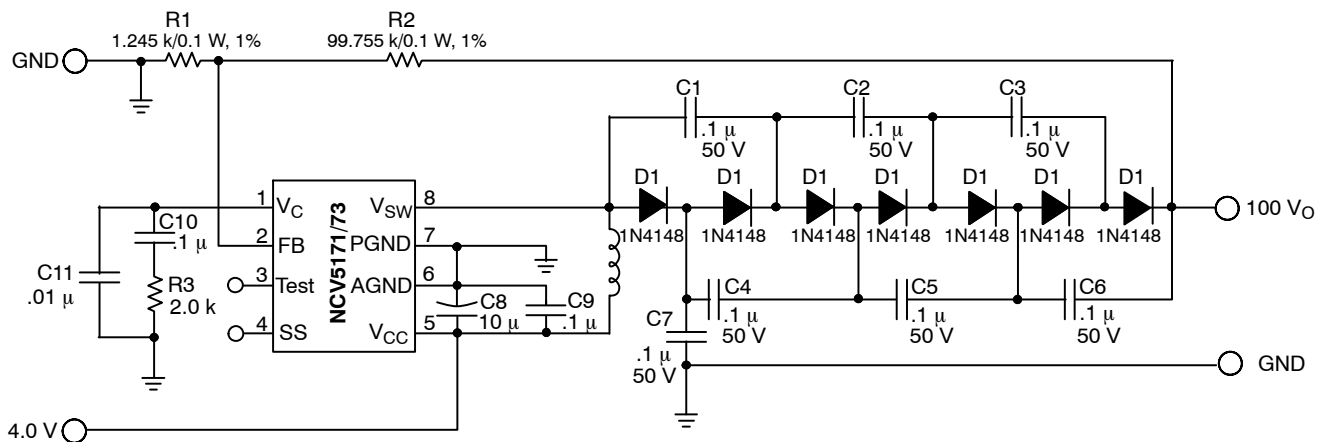 R1
1.245 k/0.1 W, 1%
R2
99.755 k/0.1 W, 1%
GND
C1
.1 μ
50 V
C2
.1 μ
50 V
C3
.1 μ
50 V
D1
1N4148
D1
1N4148
D1
1N4148
D1
1N4148
D1
1N4148
D1
1N4148
D1
1N4148
100 VO
1
VC
2
FB
3
Test
4
SS
NCV5171/73
VSW
8
PGND
7
AGND
6
VCC
5
C10
.1 μ
C11
.01 μ
R3
2.0 k
C8
10 μ
C9
.1 μ
C4
.1 μ
50 V
C5
.1 μ
50 V
C6
.1 μ
50 V
C7
.1 μ
50 V
GND
4.0 V